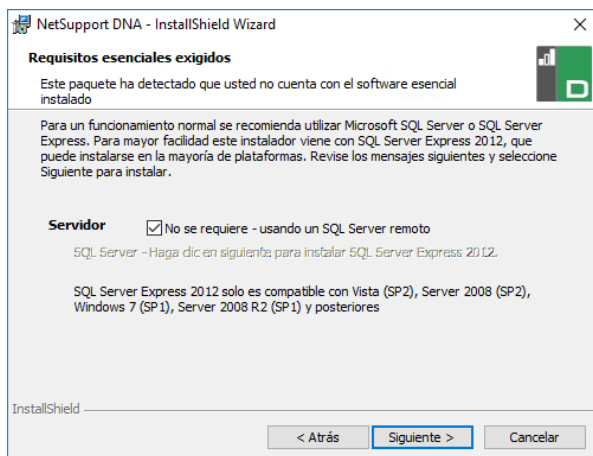 NetSupport DNA - InstallShield Wizard
Requisitos esenciales exigidos
Este paquete ha detectado que usted no cuenta con el software esencial
instalado
D
Para un funcionamiento normal se recomienda utilizar Microsoft SQL Server o SQL Server
Express. Para mayor facilidad este instalador viene con SQL Server Express 2012, que
puede instalarse en la mayoría de plataformas. Revise los mensajes siguientes y seleccione
Siguiente para instalar.
Servidor No se requiere - usando un SQL Server remoto
SQL Server - Haga clic en siguiente para instalar SQL Server Express 2012.
SQL Server Express 2012 solo es compatible con Vista (SP2), Server 2008 (SP2),
Windows 7 (SP1), Server 2008 R2 (SP1) y posteriores
InstallShield
< Atrás Siguiente > Cancelar